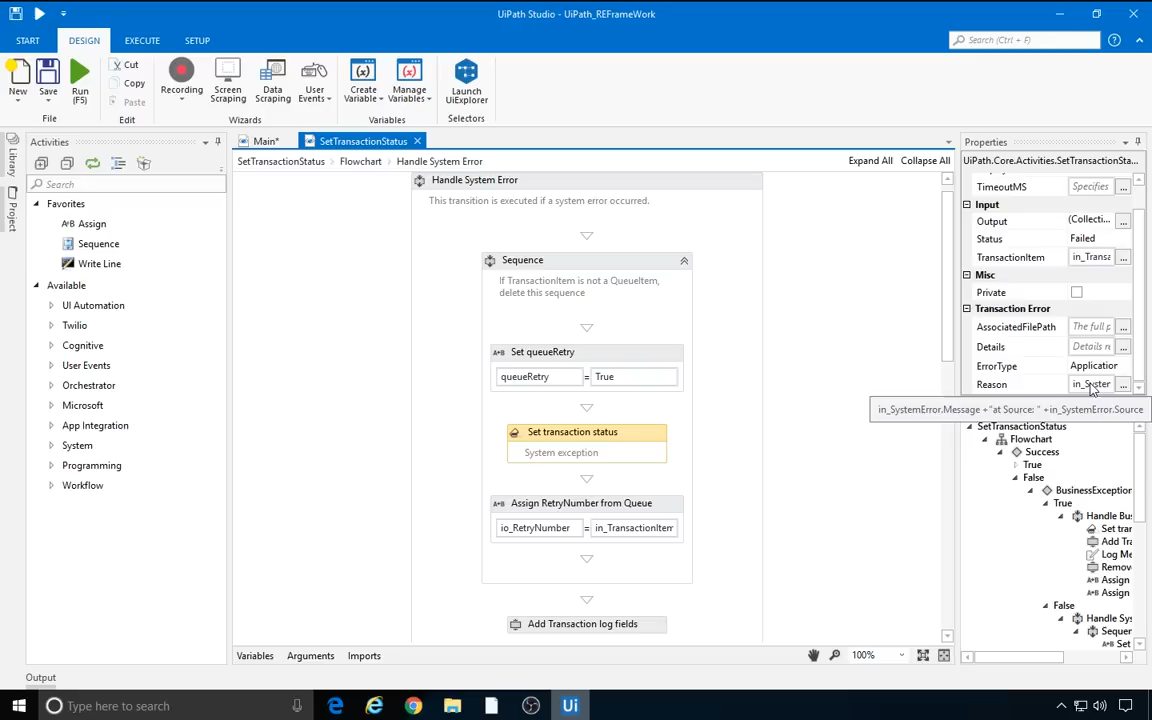 UiPath Studio - UiPath_REFrameWork
START
DESIGN
EXECUTE
SETUP
Search (Ctrl + F)
New
Save
Run
(F5)
Cut
Copy
Paste
Recording
Screen
Scraping
Data
Scraping
User
Events
Create
Variable
Manage
Variables
Launch
UiExplorer
File
Edit
Wizards
Variables
Selectors
Library
Project
Activities
Search
Favorites
Assign
Sequence
Write Line
Available
UI Automation
Twilio
Cognitive
User Events
Orchestrator
Microsoft
App Integration
System
Programming
Workflow
Main*
SetTransactionStatus
SetTransactionStatus
Flowchart
Handle System Error
Expand All
Collapse All
Handle System Error
This transition is executed if a system error occurred.
Sequence
If TransactionItem is not a QueueItem,
delete this sequence
A+B Set queueRetry
queueRetry = True
Set transaction status
System exception
A+B Assign RetryNumber from Queue
io_RetryNumber = in_TransactionItem
Add Transaction log fields
Variables
Arguments
Imports
100%
Properties
UiPath.Core.Activities.SetTransactionSta...
TimeoutMS Specifies ...
Input
Output (Collecti... ...
Status Failed
TransactionItem in_Transa ...
Misc
Private
Transaction Error
AssociatedFilePath The full p ...
Details Details re ...
ErrorType Application
Reason in_System ...
in_SystemError.Message +"at Source: " +in_SystemError.Source
SetTransactionStatus
Flowchart
Success
True
False
BusinessException
True
Handle Bus
Set tran
Add Tra
Log Me
Remov
A+B Assign
A+B Assign
False
Handle Sys
Sequen
A+B Set
Output
Type here to search
Ui